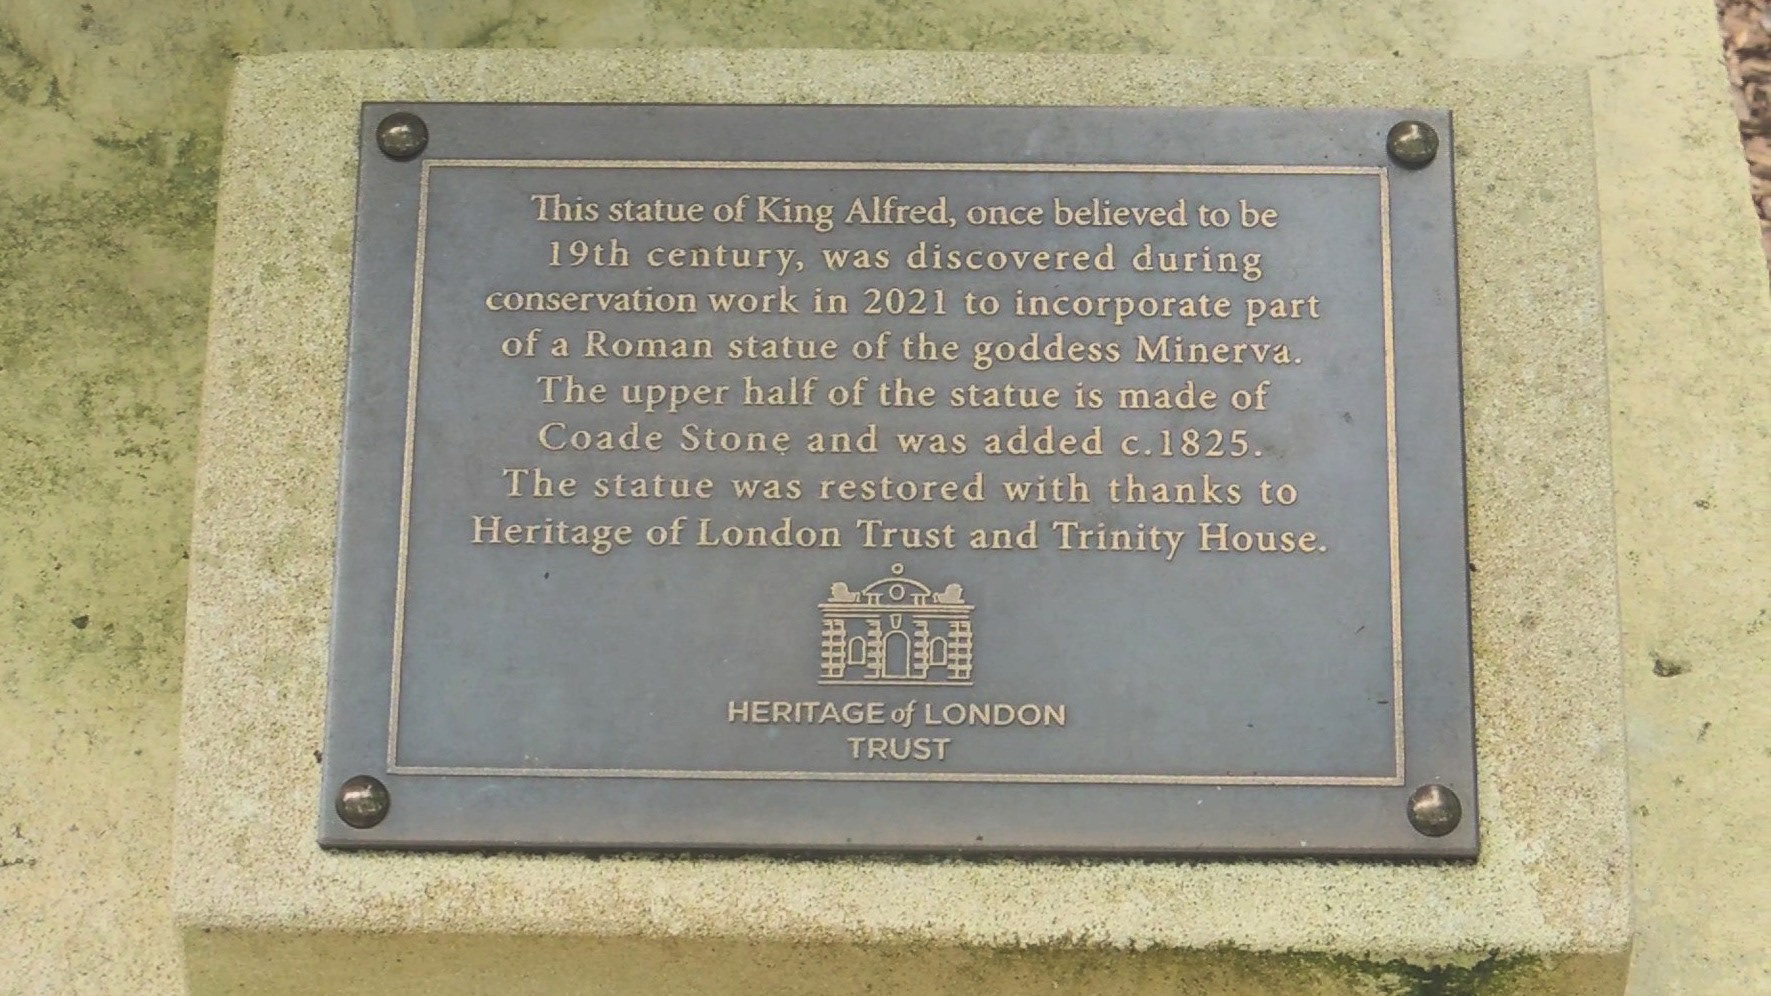 This statue of King Alfred, once believed to be
19th century, was discovered during
conservation work in 2021 to incorporate part
of a Roman statue of the goddess Minerva.
The upper half of the statue is made of
Coade Stone and was added c.1825.
The statue was restored with thanks to
Heritage of London Trust and Trinity House.
HERITAGE of LONDON
TRUST